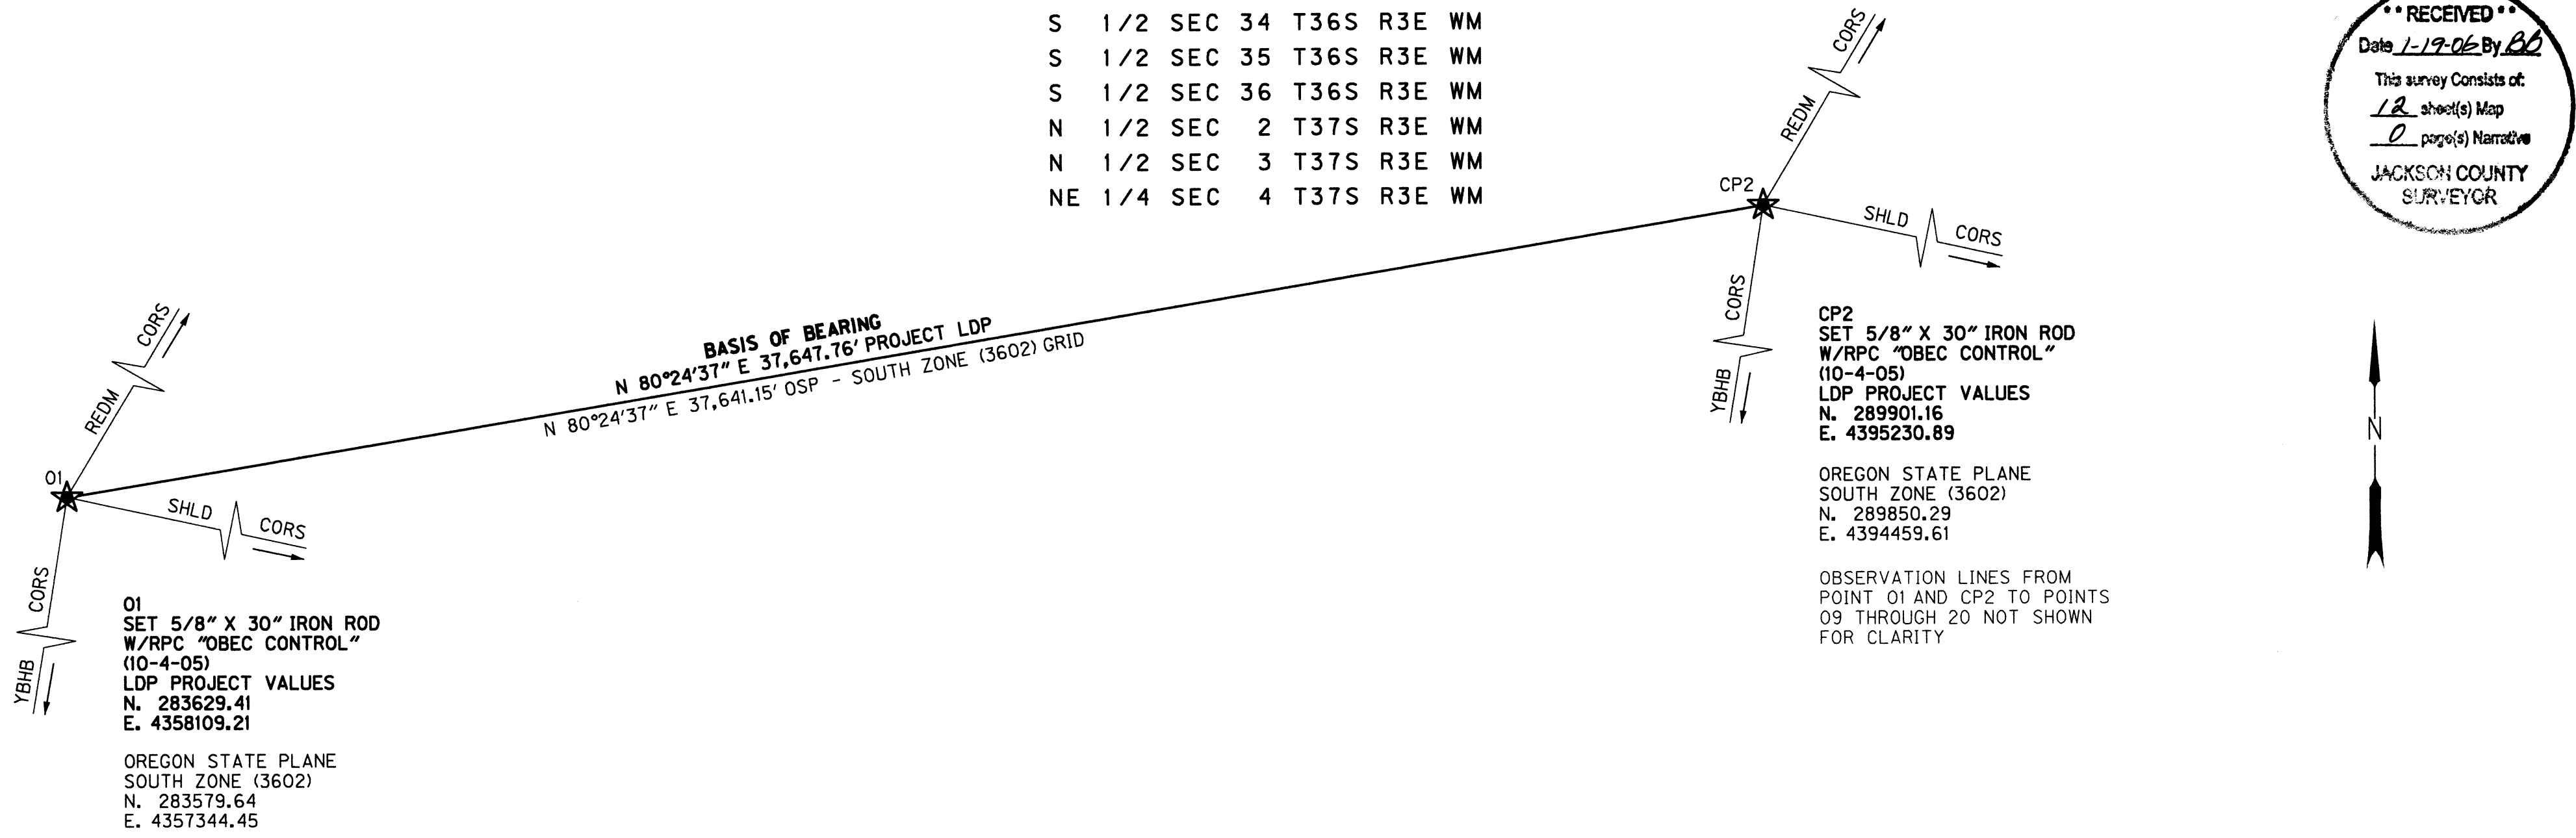 S 1/2 SEC 34 T36S R3E WM
S 1/2 SEC 35 T36S R3E WM
S 1/2 SEC 36 T36S R3E WM
N 1/2 SEC 2 T37S R3E WM
N 1/2 SEC 3 T37S R3E WM
NE 1/4 SEC 4 T37S R3E WM
** RECEIVED **
Date 1-19-06 By BB
This survey Consists of:
12 sheet(s) Map
0 page(s) Narrative
JACKSON COUNTY
SURVEYOR
CORS
REDM
CP2
SHLD
CORS
CORS
YBHB
CORS
REDM
01
SHLD
CORS
CORS
YBHB
BASIS OF BEARING
N 80°24'37" E 37,647.76' PROJECT LDP
N 80°24'37" E 37,641.15' OSP - SOUTH ZONE (3602) GRID
CP2
SET 5/8" X 30" IRON ROD
W/RPC "OBEC CONTROL"
(10-4-05)
LDP PROJECT VALUES
N. 289901.16
E. 4395230.89
OREGON STATE PLANE
SOUTH ZONE (3602)
N. 289850.29
E. 4394459.61
OBSERVATION LINES FROM
POINT 01 AND CP2 TO POINTS
09 THROUGH 20 NOT SHOWN
FOR CLARITY
N
01
SET 5/8" X 30" IRON ROD
W/RPC "OBEC CONTROL"
(10-4-05)
LDP PROJECT VALUES
N. 283629.41
E. 4358109.21
OREGON STATE PLANE
SOUTH ZONE (3602)
N. 283579.64
E. 4357344.45